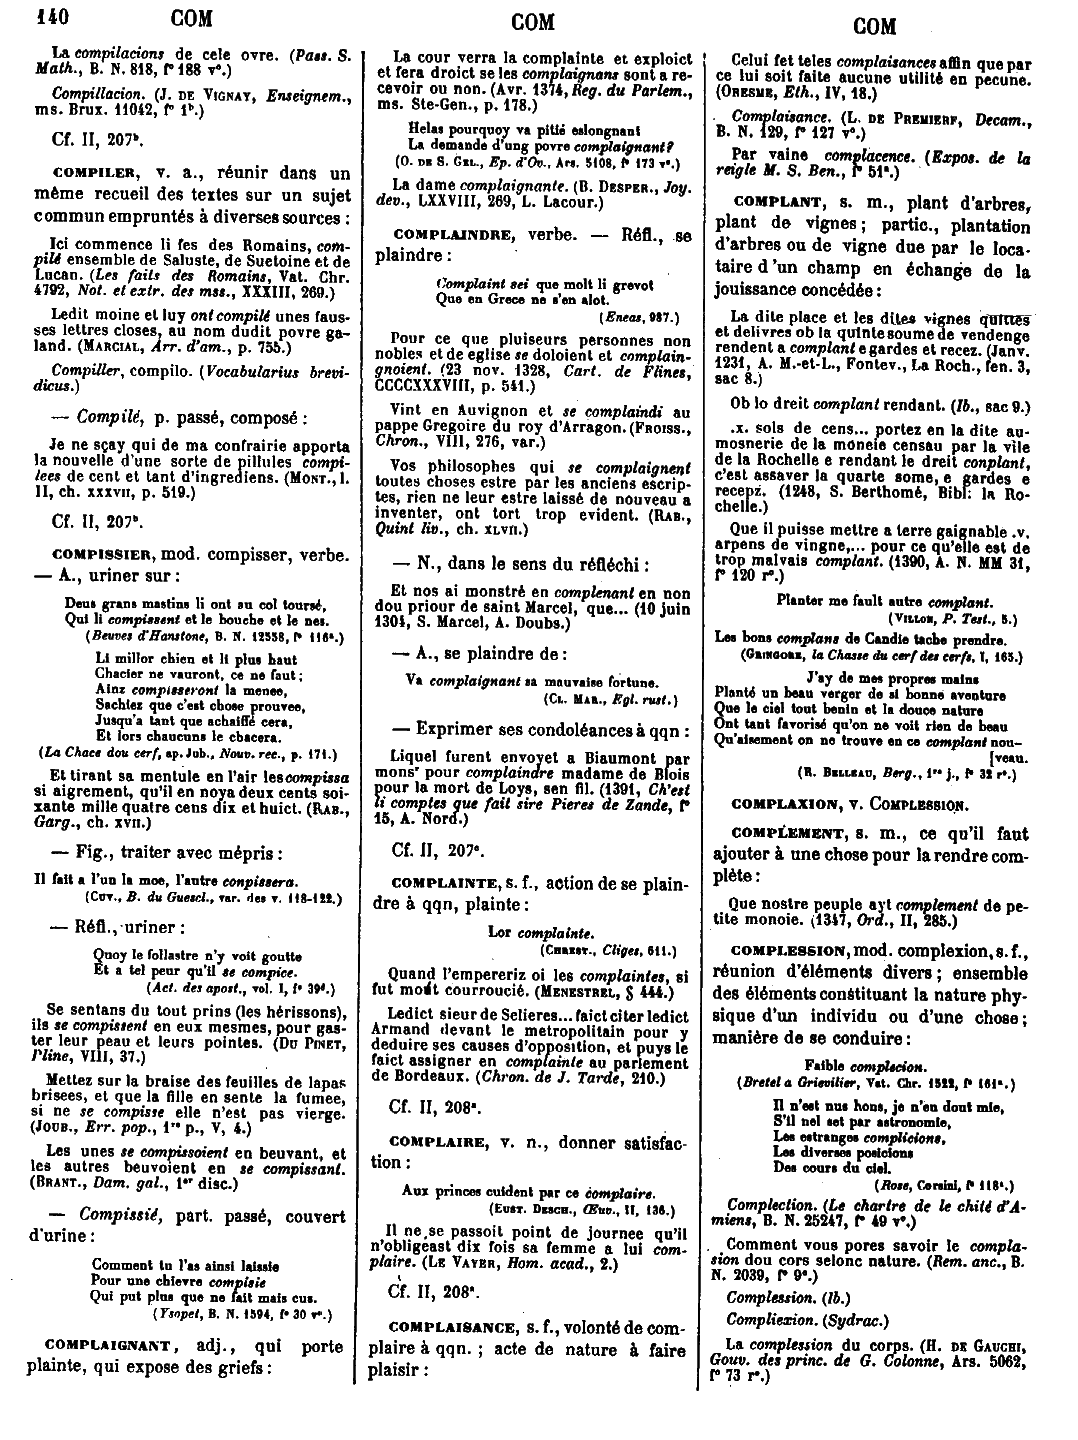 140 COM COM COM
La compilacions de cele ovre. (Pass. S.
Math., B. N. 818, f° 188 v°.)
Compillacion. (J. DE VIGNAY, Enseignem.,
ms. Brux. 11042, f° 1ᵇ.)
Cf. II, 207ᵇ.
COMPILER, v. a., réunir dans un
même recueil des textes sur un sujet
commun empruntés à diverses sources :
Ici commence li fes des Romains, com-
pilé ensemble de Saluste, de Suetoine et de
Lucan. (Les faits des Romains, Vat. Chr.
4792, Not. et extr. des mss., XXXIII, 269.)
Ledit moine et luy ont compilé unes faus-
ses lettres closes, au nom dudit povre ga-
land. (MARCIAL, Arr. d'am., p. 755.)
Compiller, compilo. (Vocabularius brevi-
dicus.)
— Compilé, p. passé, composé :
Je ne sçay qui de ma confrairie apporta
la nouvelle d'une sorte de pillules compi-
lees de cent et tant d'ingrediens. (MONT., l.
II, ch. XXXVII, p. 519.)
Cf. II, 207ᵇ.
COMPISSIER, mod. compisser, verbe.
— A., uriner sur :
Deus grans mastins li ont au col toursé,
Qui li compissent et le bouche et le nes.
(Beuves d'Hanstone, B. N. 12558, f° 116ᵃ.)
Li millor chien et li plus haut
Chacier ne vauront, ce ne faut ;
Ainz compisseront la menee,
Sachiez que c'est chose prouvee,
Jusqu'a tant que achaiffé cera,
Et lors chaucuns le chacera.
(La Chace dou cerf, ap. Jub., Nouv. rec., p. 171.)
Et tirant sa mentule en l'air les compissa
si aigrement, qu'il en noya deux cents soi-
xante mille quatre cens dix et huict. (RAB.,
Garg., ch. XVII.)
— Fig., traiter avec mépris :
Il fait a l'un la moe, l'autre conpissera.
(CUV., B. du Guescl., var. des v. 118-122.)
— Réfl., uriner :
Quoy le follastre n'y voit goutte
Et a tel peur qu'il se compice.
(Act. des apost., vol. I, f° 39ᵈ.)
Se sentans du tout prins (les hérissons),
ils se compissent en eux mesmes, pour gas-
ter leur peau et leurs pointes. (DU PINET,
Pline, VIII, 37.)
Mettez sur la braise des feuilles de lapas
brisees, et que la fille en sente la fumee,
si ne se compisse elle n'est pas vierge.
(JOUB., Err. pop., 1ʳᵉ p., V, 4.)
Les unes se compissoient en beuvant, et
les autres beuvoient en se compissant.
(BRANT., Dam. gal., 1ᵉʳ disc.)
— Compissié, part. passé, couvert
d'urine :
Comment tu l'as ainsi laissie
Pour une chievre compisie
Qui put plus que ne fait mais cus.
(Ysopet, B. N. 1594, f° 30 v°.)
COMPLAIGNANT, adj., qui porte
plainte, qui expose des griefs :
La cour verra la complainte et exploict
et fera droict se les complaignans sont a re-
cevoir ou non. (Avr. 1374, Reg. du Parlem.,
ms. Ste-Gen., p. 178.)
Helas pourquoy va pitié eslongnant
La demande d'ung povre complaignant?
(O. DE S. GEL., Ep. d'Ov., Ars. 5108, f° 173 v°.)
La dame complaignante. (B. DESPER., Joy.
dev., LXXVIII, 269, L. Lacour.)
COMPLAINDRE, verbe. — Réfl., se
plaindre :
Complaint sei que molt li grevot
Que en Grece ne s'en alot.
(Eneas, 987.)
Pour ce que pluiseurs personnes non
nobles et de eglise se doloient et complain-
gnoient. (23 nov. 1328, Cart. de Flines,
CCCCXXXVIII, p. 541.)
Vint en Auvignon et se complaindi au
pappe Gregoire du roy d'Arragon. (FROISS.,
Chron., VIII, 276, var.)
Vos philosophes qui se complaignent
toutes choses estre par les anciens escrip-
tes, rien ne leur estre laissé de nouveau a
inventer, ont tort trop evident. (RAB.,
Quint liv., ch. XLVII.)
— N., dans le sens du réfléchi :
Et nos ai monstré en complenant en non
dou priour de saint Marcel, que... (10 juin
1304, S. Marcel, A. Doubs.)
— A., se plaindre de :
Va complaignant sa mauvaise fortune.
(CL. MAR., Egl. rust.)
— Exprimer ses condoléances à qqn :
Liquel furent envoyet a Biaumont par
monsʳ pour complaindre madame de Blois
pour la mort de Loys, sen fil. (1391, Ch'est
li comptes que fait sire Pieres de Zande, f°
15, A. Nord.)
Cf. II, 207ᶜ.
COMPLAINTE, s. f., action de se plain-
dre à qqn, plainte :
Lor complainte.
(CHREST., Cliges, 611.)
Quand l'empereriz oi les complaintes, si
fut molt courroucié. (MENESTREL, § 444.)
Ledict sieur de Selieres... faict citer ledict
Armand devant le metropolitain pour y
deduire ses causes d'opposition, et puys le
faict assigner en complainte au parlement
de Bordeaux. (Chron. de J. Tarde, 210.)
Cf. II, 208ᵃ.
COMPLAIRE, v. n., donner satisfac-
tion :
Aux princes cuident par ce complaire.
(EUST. DESCH., Œuv., II, 136.)
Il ne se passoit point de journee qu'il
n'obligeast dix fois sa femme a lui com-
plaire. (LE VAYER, Hom. acad., 2.)
Cf. II, 208ᵃ.
COMPLAISANCE, s. f., volonté de com-
plaire à qqn. ; acte de nature à faire
plaisir :
Celui fet teles complaisances affin que par
ce lui soit faite aucune utilité en pecune.
(ORESME, Eth., IV, 18.)
Complaisance. (L. DE PREMIERF, Decam.,
B. N. 129, f° 127 v°.)
Par vaine complacence. (Expos. de la
reigle M. S. Ben., f° 51ᵃ.)
COMPLANT, s. m., plant d'arbres,
plant de vignes ; partic., plantation
d'arbres ou de vigne due par le loca-
taire d'un champ en échange de la
jouissance concédée :
La dite place et les dites vignes quittes
et delivres ob la quinte soume de vendenge
rendent a complant e gardes et recez. (Janv.
1231, A. M.-et-L., Fontev., La Roch., fen. 3,
sac 8.)
Ob lo dreit complant rendant. (Ib., sac 9.)
.x. sols de cens... portez en la dite au-
mosnerie de la moneie censau par la vile
de la Rochelle e rendant le dreit conplant,
c'est assaver la quarte some, e gardes e
recepz. (1248, S. Berthomé, Bibl. la Ro-
chelle.)
Que il puisse mettre a terre gaignable .v.
arpens de vingne,... pour ce qu'elle est de
trop malvais complant. (1390, A. N. MM 31,
f° 120 r°.)
Planter me fault autre complant.
(VILLON, P. Test., 5.)
Les bons complans de Candie tache prendre.
(GRINGORE, la Chasse du cerf des cerfs, I, 165.)
J'ay de mes propres mains
Planté un beau verger de si bonne aventure
Que le ciel tout benin et la douce nature
Ont tant favorisé qu'on ne voit rien de beau
Qu'aisement on ne trouve en ce complant nou-
[veau.
(R. BELLEAU, Berg., 1ʳᵉ j., f° 32 r°.)
COMPLAXION, v. COMPLESSION.
COMPLEMENT, s. m., ce qu'il faut
ajouter à une chose pour la rendre com-
plète :
Que nostre peuple ayt complement de pe-
tite monoie. (1347, Ord., II, 285.)
COMPLESSION, mod. complexion, s. f.,
réunion d'éléments divers ; ensemble
des éléments constituant la nature phy-
sique d'un individu ou d'une chose ;
manière de se conduire :
Faible complecion.
(Bretel a Grieviler, Vat. Chr. 1522, f° 161ᵃ.)
Il n'est nus hons, je n'en dout mie,
S'il nel set par astronomie,
Les estranges complicions,
Les diverses posicions
Des cours du ciel.
(Rose, Corsini, f° 118ᵃ.)
Complection. (Le chartre de le chité d'A-
miens, B. N. 25247, f° 49 v°.)
Comment vous pores savoir le compla-
sion dou cors selonc nature. (Rem. anc., B.
N. 2039, f° 9ᵃ.)
Complession. (Ib.)
Compliexion. (Sydrac.)
La complession du corps. (H. DE GAUCHI,
Gouv. des princ. de G. Colonne, Ars. 5062,
f° 73 r°.)